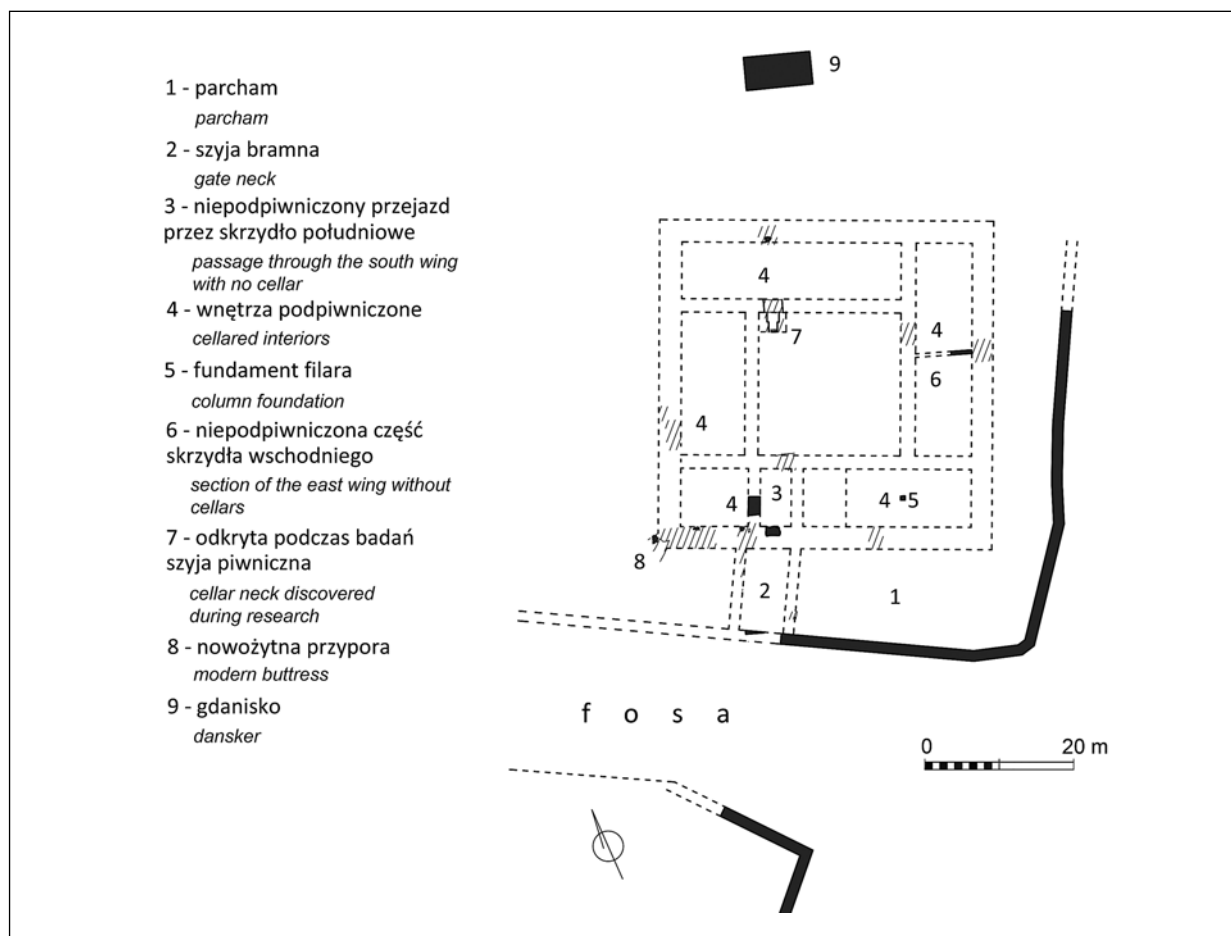 1 - parcham
parcham
2 - szyja bramna
gate neck
3 - niepodpiwniczony przejazd
przez skrzydło południowe
passage through the south wing
with no cellar
4 - wnętrza podpiwniczone
cellared interiors
5 - fundament filara
column foundation
6 - niepodpiwniczona część
skrzydła wschodniego
section of the east wing without
cellars
7 - odkryta podczas badań
szyja piwniczna
cellar neck discovered
during research
8 - nowożytna przypora
modern buttress
9 - gdanisko
dansker
9
4
7
4
6
4
4
3
4
5
8
2
1
f o s a
0 20 m